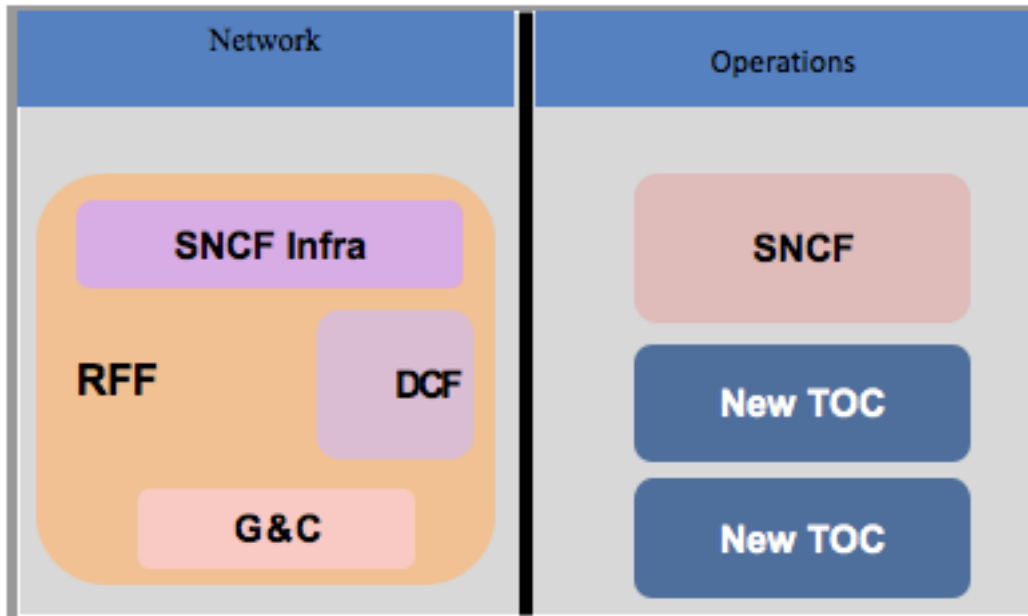 Network
Operations
SNCF Infra
RFF
DCF
G&C
SNCF
New TOC
New TOC